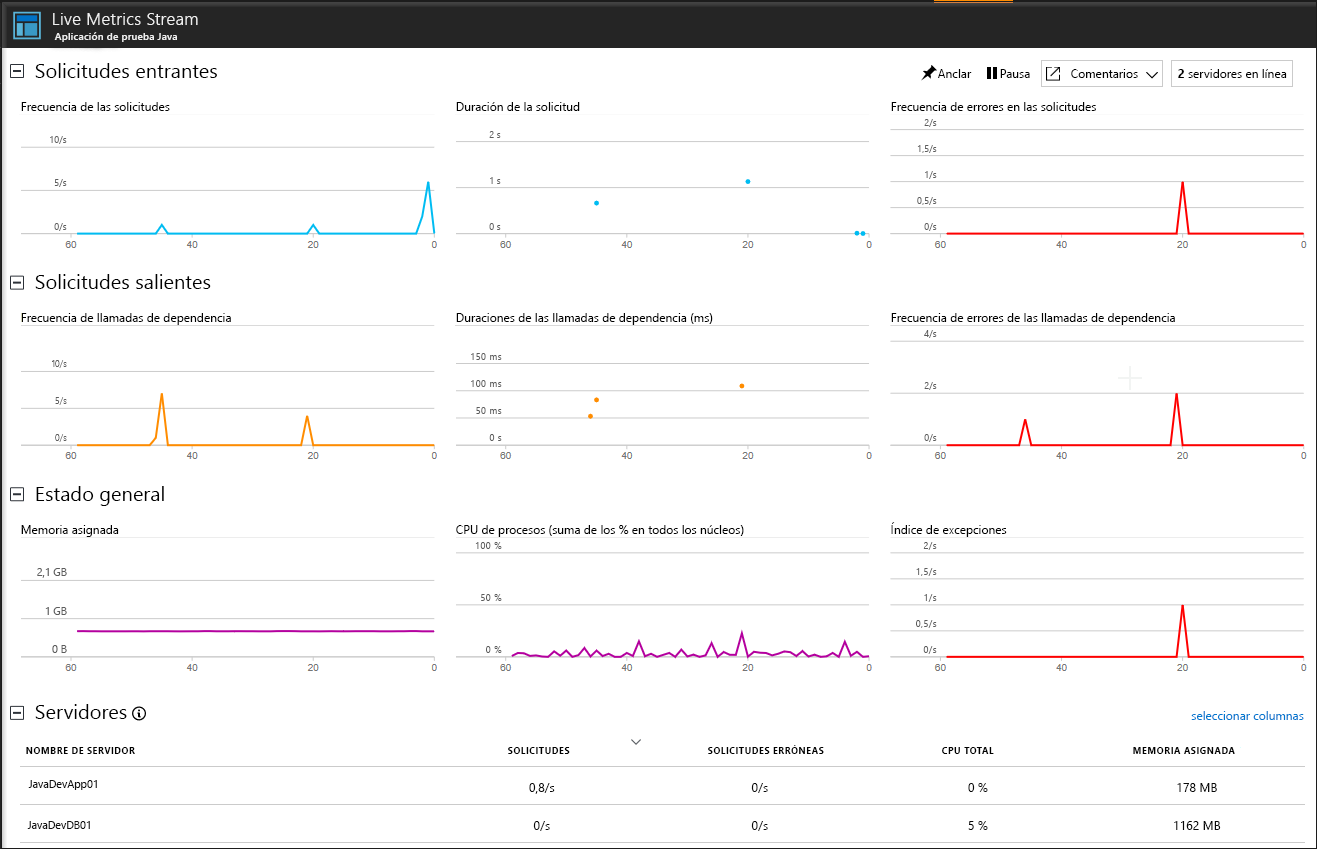 Live Metrics Stream
Aplicación de prueba Java
Solicitudes entrantes
Anclar
Pausa
Comentarios
2 servidores en línea
Frecuencia de las solicitudes
10/s
5/s
0/s
60 40 20 0
Duración de la solicitud
2 s
1 s
0 s
60 40 20 0
Frecuencia de errores en las solicitudes
2/s
1,5/s
1/s
0,5/s
0/s
60 40 20 0
Solicitudes salientes
Frecuencia de llamadas de dependencia
10/s
5/s
0/s
60 40 20 0
Duraciones de las llamadas de dependencia (ms)
150 ms
100 ms
50 ms
0 s
60 40 20 0
Frecuencia de errores de las llamadas de dependencia
4/s
2/s
0/s
60 40 20 0
Estado general
Memoria asignada
2,1 GB
1 GB
0 B
60 40 20 0
CPU de procesos (suma de los % en todos los núcleos)
100 %
50 %
0 %
60 40 20 0
Índice de excepciones
2/s
1,5/s
1/s
0,5/s
0/s
60 40 20 0
Servidores
seleccionar columnas
NOMBRE DE SERVIDOR SOLICITUDES SOLICITUDES ERRÓNEAS CPU TOTAL MEMORIA ASIGNADA
JavaDevApp01 0,8/s 0/s 0 % 178 MB
JavaDevDB01 0/s 0/s 5 % 1162 MB